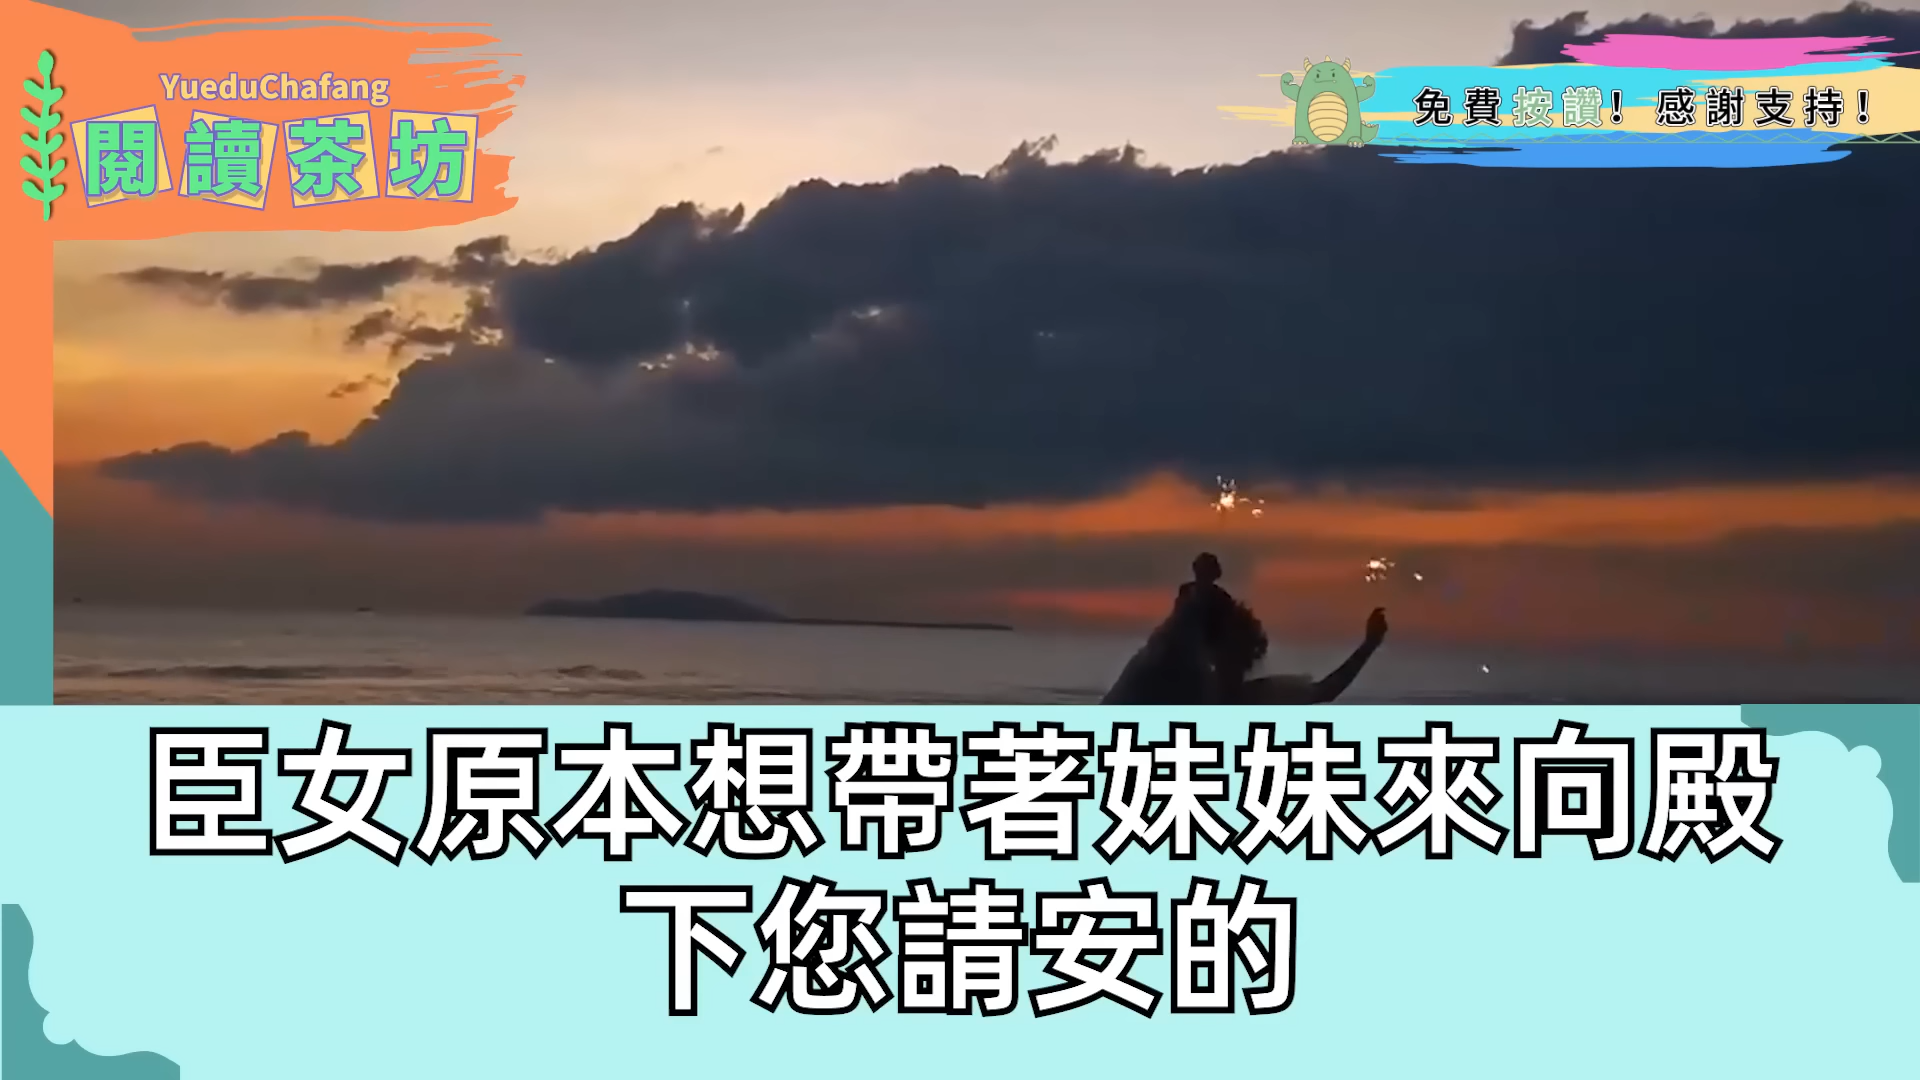 YueduChafang
閱讀茶坊
免費按讚!感謝支持!
臣女原本想帶著妹妹來向殿
下您請安的